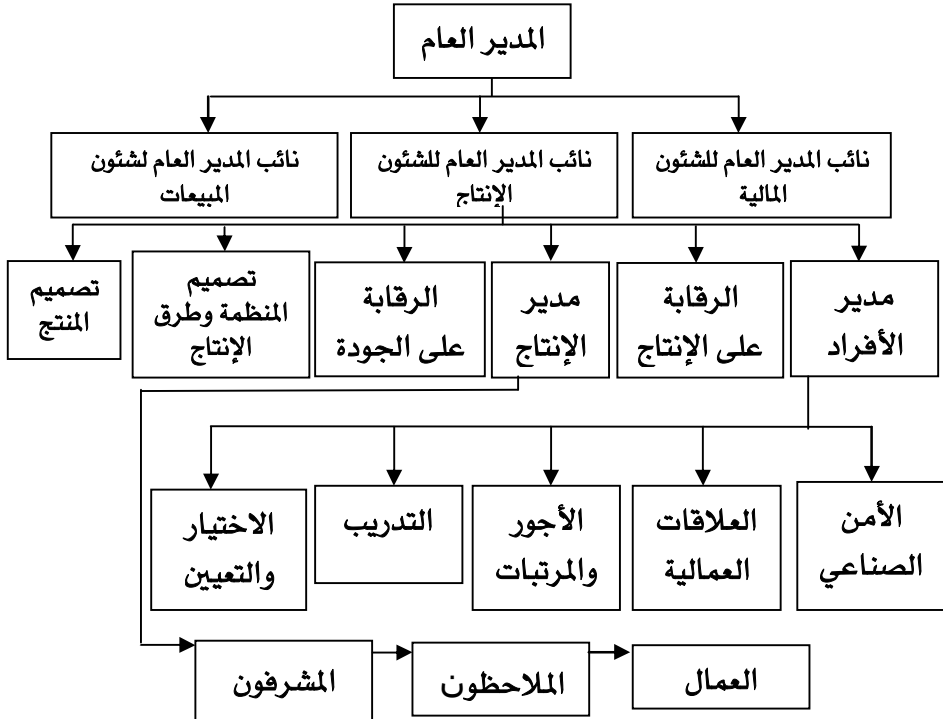 المدير العام
نائب المدير العام للشئون
المالية
نائب المدير العام للشئون
الإنتاج
نائب المدير العام لشئون
المبيعات
مدير
الأفراد
الرقابة
على الإنتاج
مدير
الإنتاج
الرقابة
على الجودة
تصميم
المنظمة وطرق
الإنتاج
تصميم
المنتج
الأمن
الصناعي
العلاقات
العمالية
الأجور
والمرتبات
التدريب
الاختيار
والتعيين
المشرفون
الملاحظون
العمال